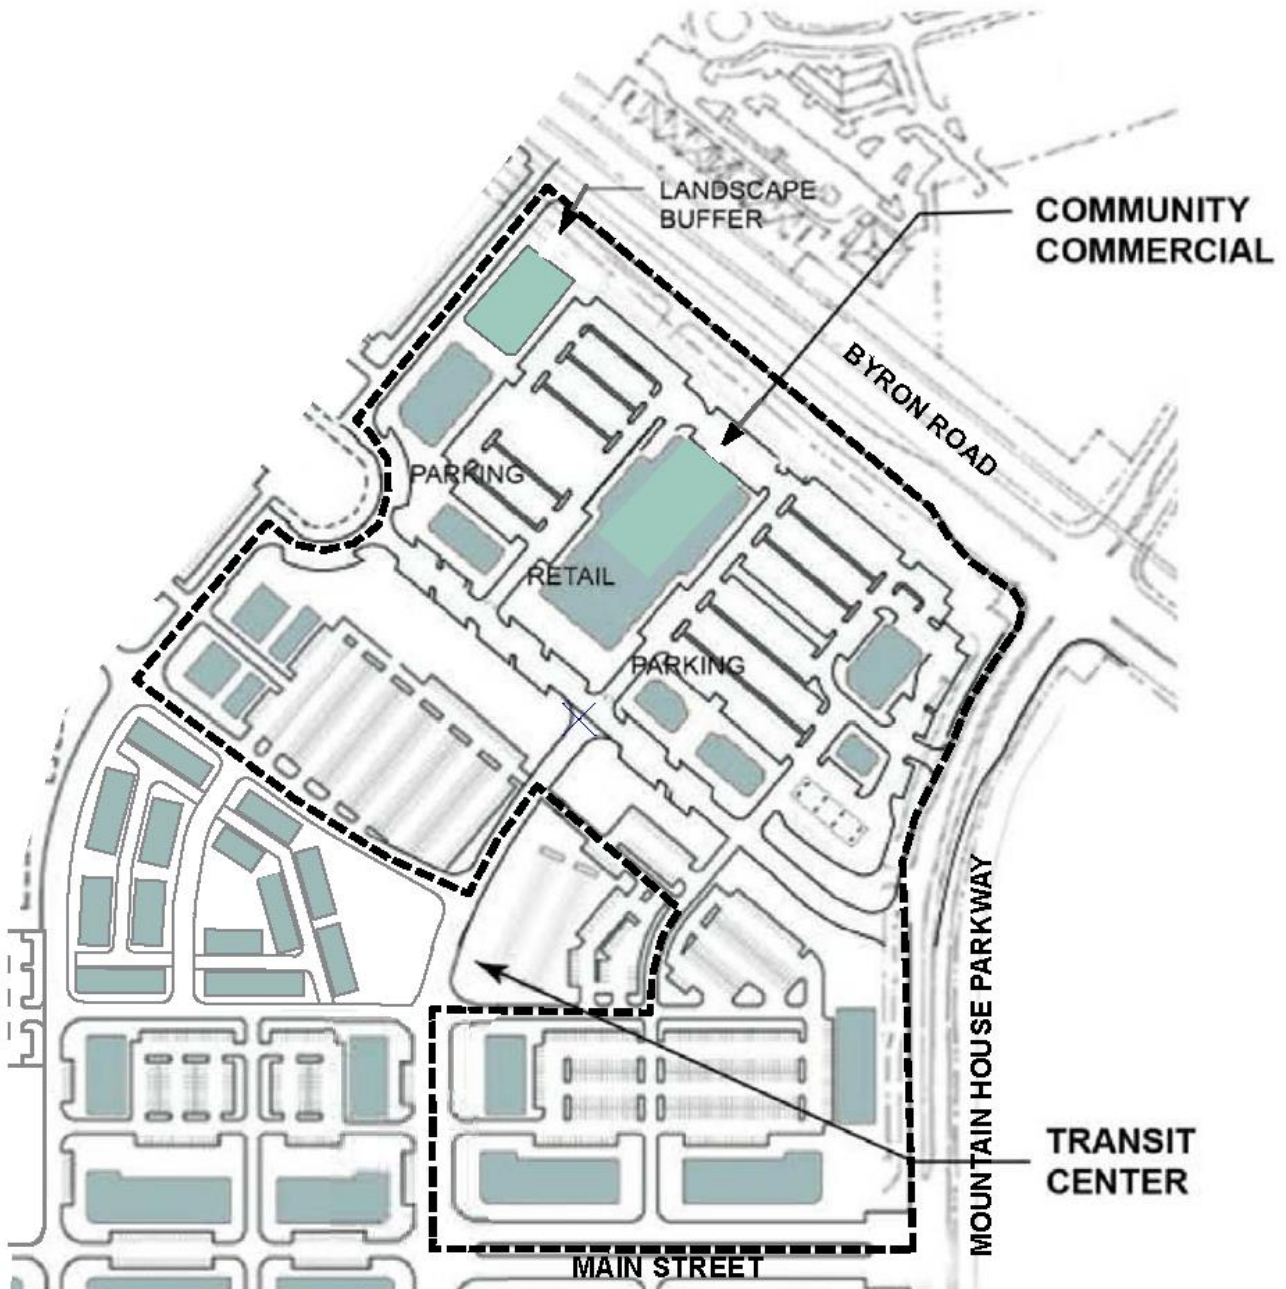 LANDSCAPE
BUFFER
COMMUNITY
COMMERCIAL
BYRON ROAD
PARKING
RETAIL
PARKING
MOUNTAIN HOUSE PARKWAY
TRANSIT
CENTER
MAIN STREET